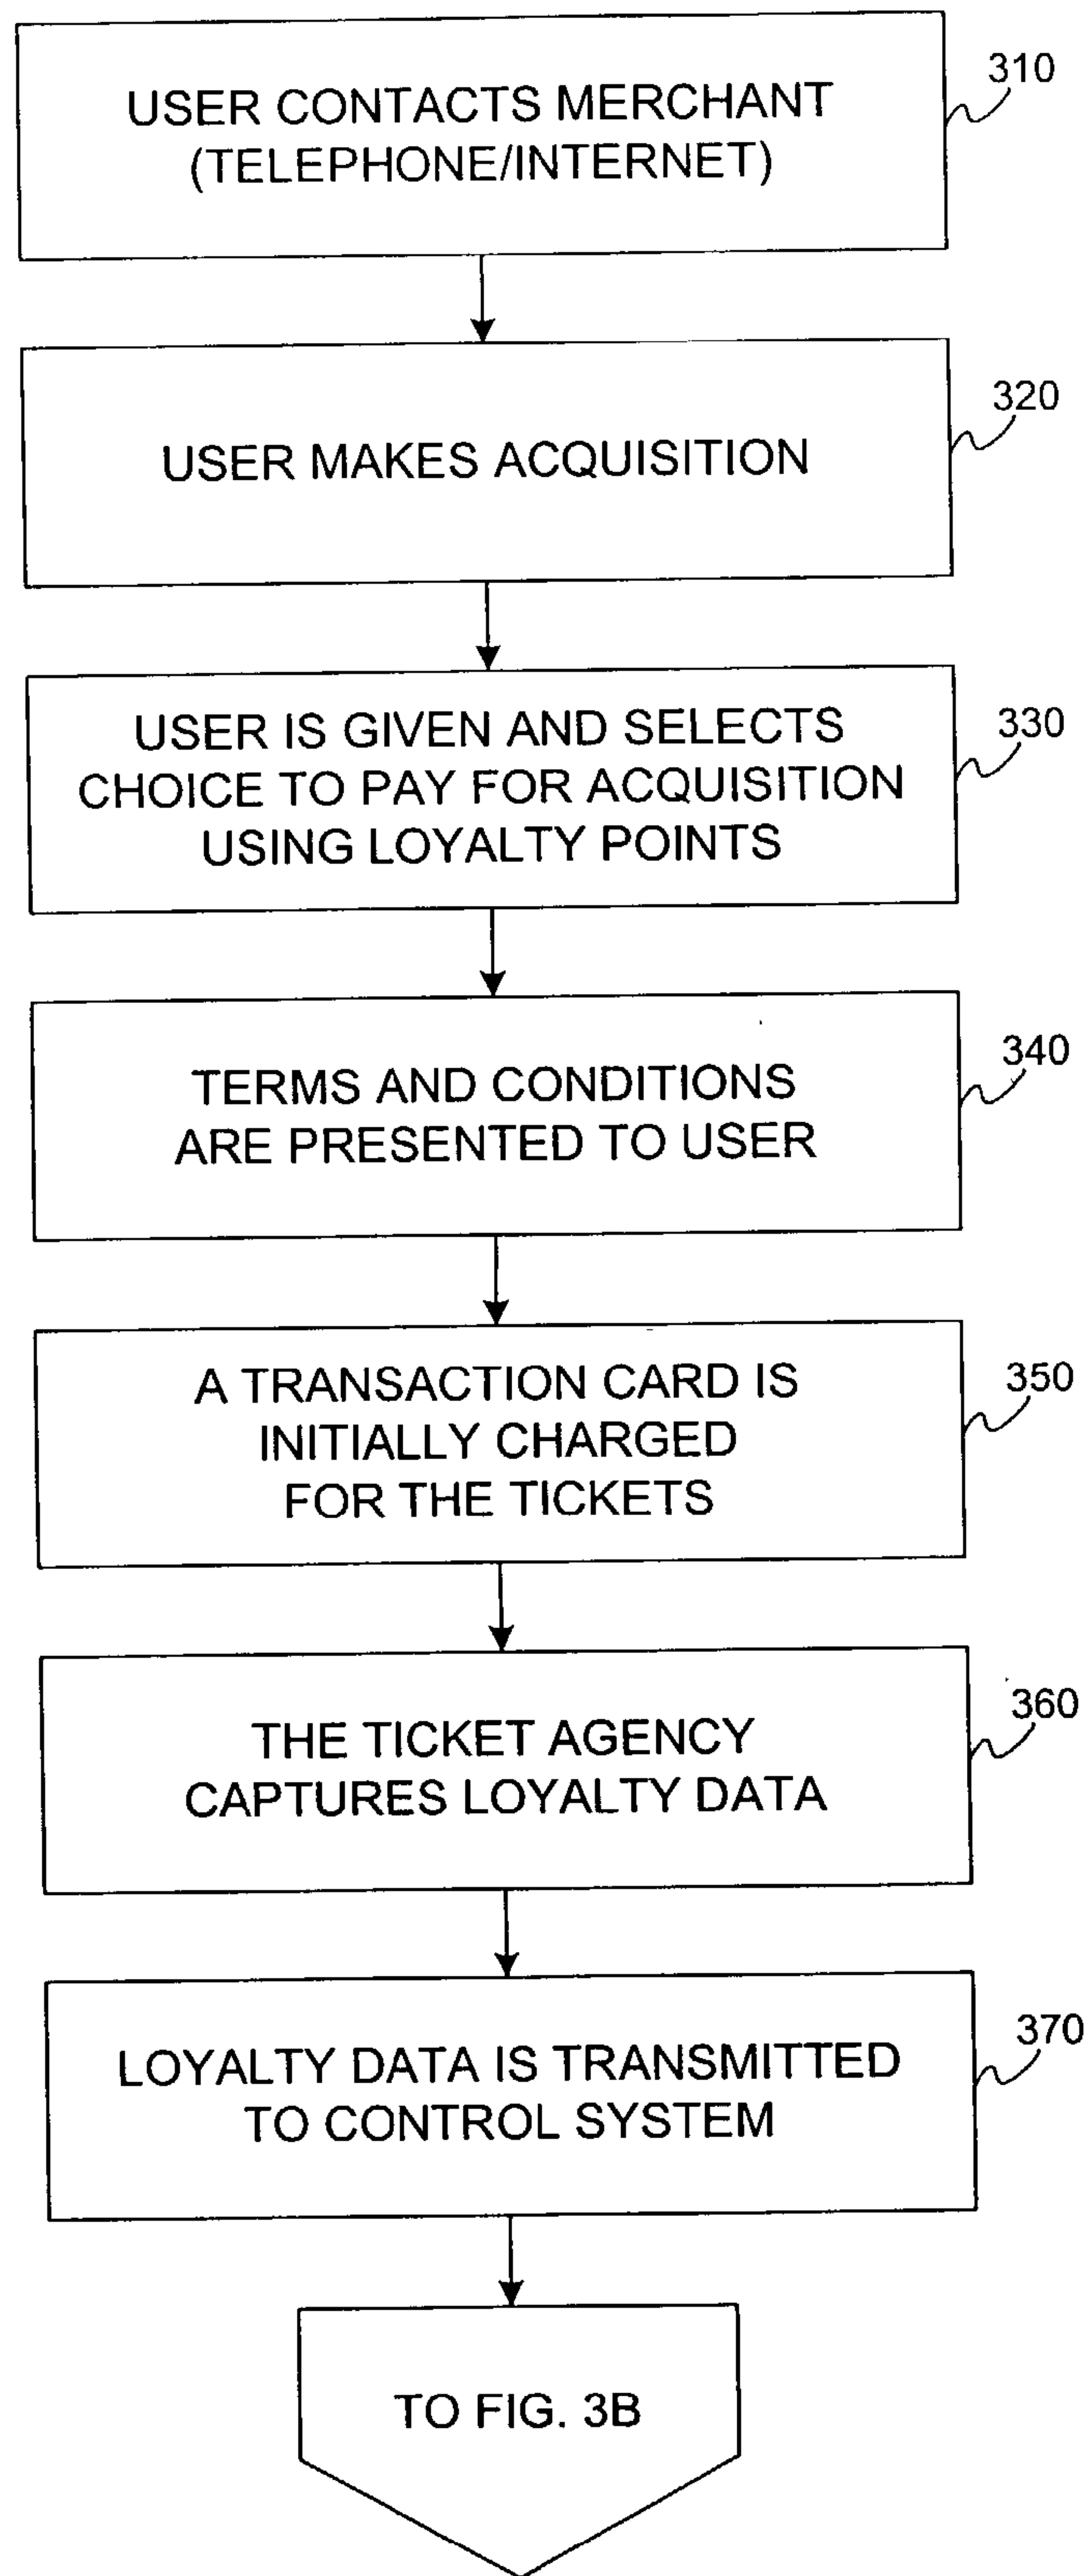 USER CONTACTS MERCHANT
(TELEPHONE/INTERNET)
310
USER MAKES ACQUISITION
320
USER IS GIVEN AND SELECTS
CHOICE TO PAY FOR ACQUISITION
USING LOYALTY POINTS
330
TERMS AND CONDITIONS
ARE PRESENTED TO USER
340
A TRANSACTION CARD IS
INITIALLY CHARGED
FOR THE TICKETS
350
THE TICKET AGENCY
CAPTURES LOYALTY DATA
360
LOYALTY DATA IS TRANSMITTED
TO CONTROL SYSTEM
370
TO FIG. 3B